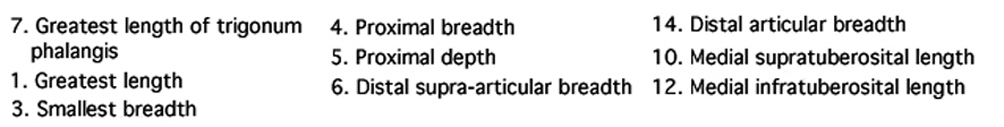 7. Greatest length of trigonum
phalangis
1. Greatest length
3. Smallest breadth
4. Proximal breadth
5. Proximal depth
6. Distal supra-articular breadth
14. Distal articular breadth
10. Medial supratuberosital length
12. Medial infratuberosital length